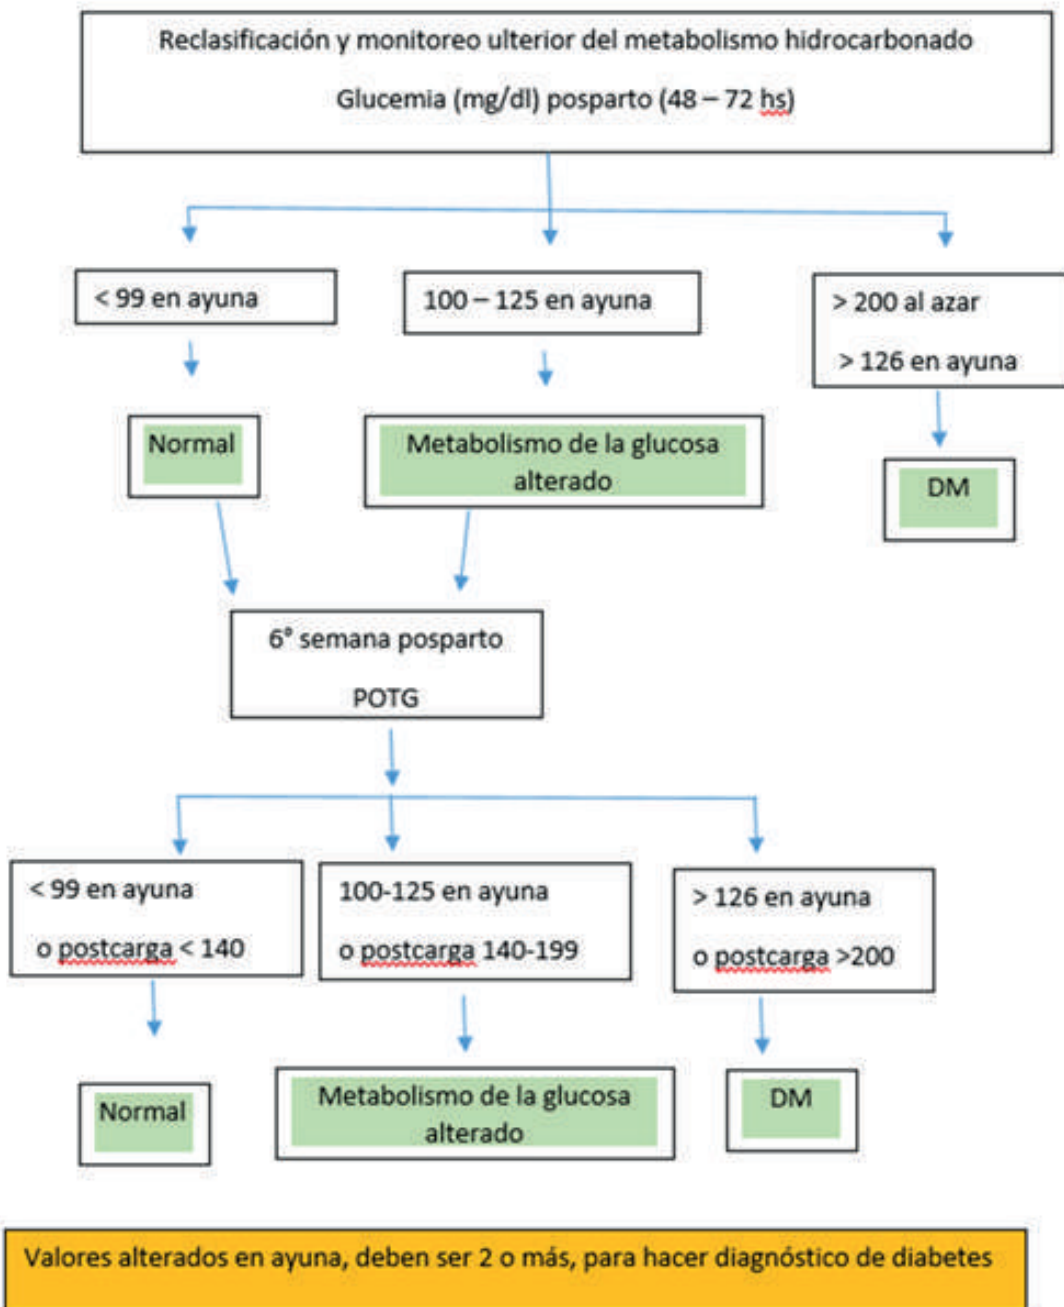 Reclasificación y monitoreo ulterior del metabolismo hidrocarbonado
Glucemia (mg/dl) posparto (48 – 72 hs)
< 99 en ayuna
100 – 125 en ayuna
> 200 al azar
> 126 en ayuna
Normal
Metabolismo de la glucosa
alterado
DM
6° semana posparto
POTG
< 99 en ayuna
o postcarga < 140
100-125 en ayuna
o postcarga 140-199
> 126 en ayuna
o postcarga >200
Normal
Metabolismo de la glucosa
alterado
DM
Valores alterados en ayuna, deben ser 2 o más, para hacer diagnóstico de diabetes